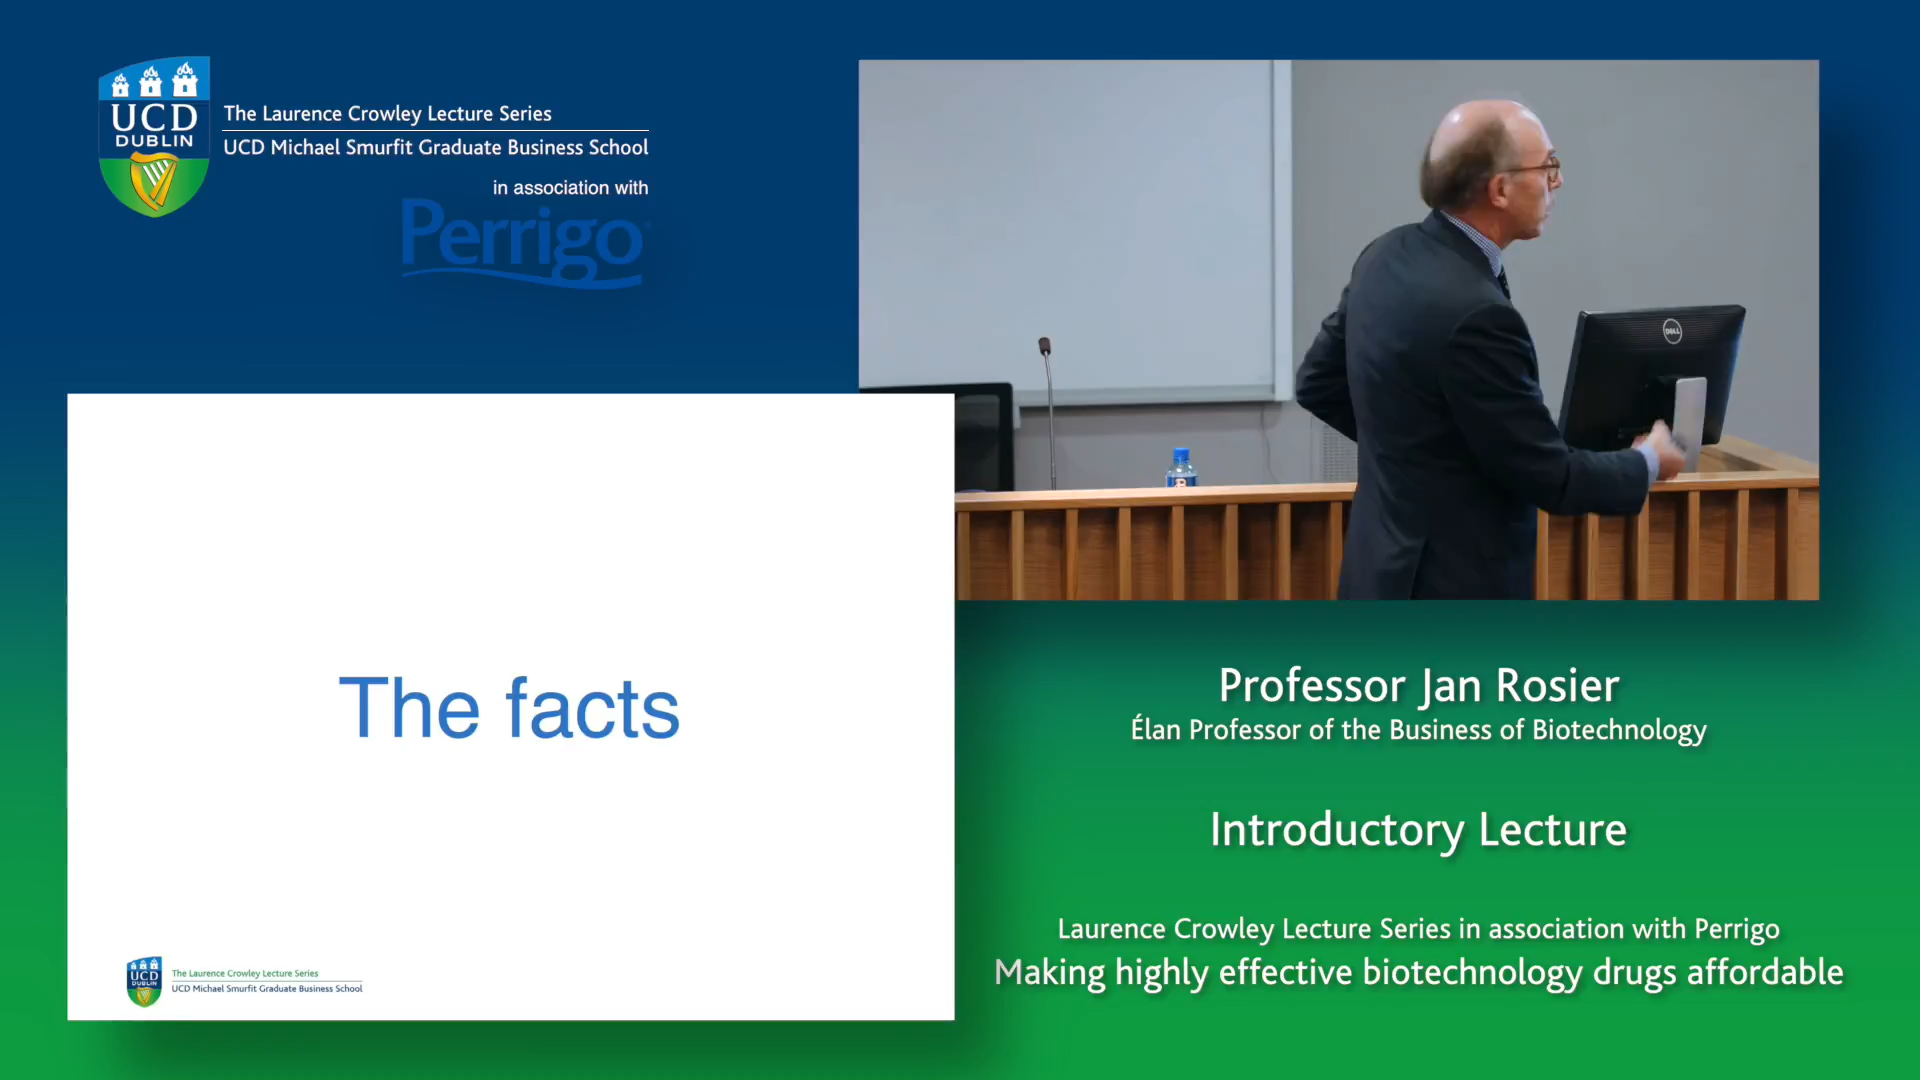 UCD
DUBLIN
The Laurence Crowley Lecture Series
UCD Michael Smurfit Graduate Business School
in association with
Perrigo
DELL
The facts
UCD
DUBLIN
The Laurence Crowley Lecture Series
UCD Michael Smurfit Graduate Business School
Professor Jan Rosier
Élan Professor of the Business of Biotechnology
Introductory Lecture
Laurence Crowley Lecture Series in association with Perrigo
Making highly effective biotechnology drugs affordable